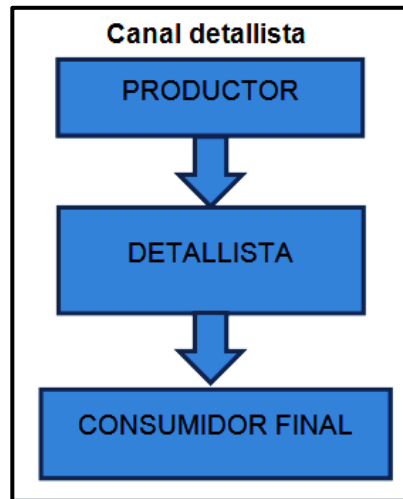 Canal detallista
PRODUCTOR
DETALLISTA
CONSUMIDOR FINAL